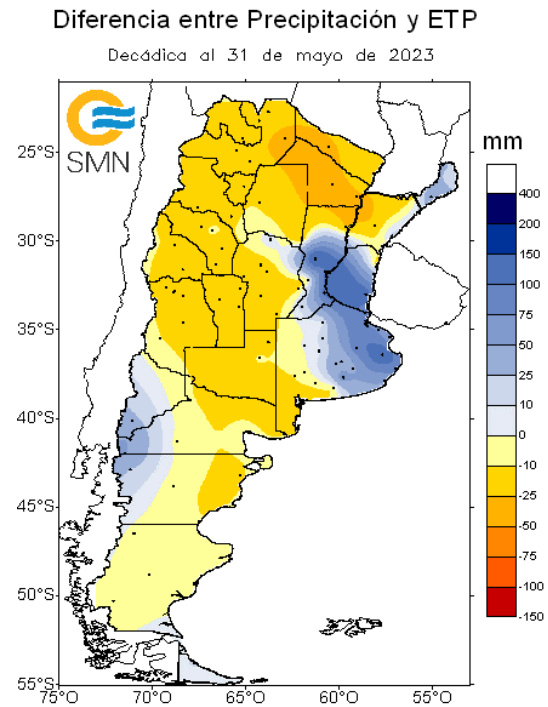 Diferencia entre Precipitación y ETP
Decádica al 31 de mayo de 2023
SMN
mm
25°S
30°S
35°S
40°S
45°S
50°S
55°S
75°O 70°O 65°O 60°O 55°O
400
200
150
100
75
50
25
10
0
-10
-25
-50
-75
-100
-150